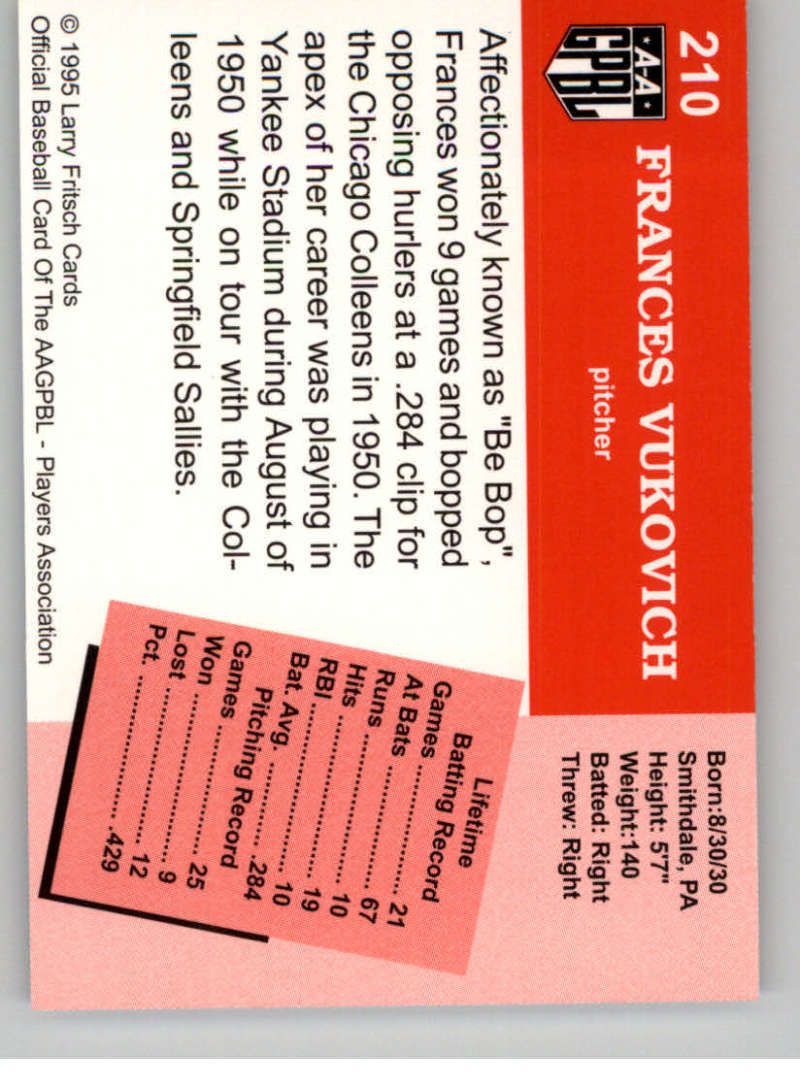 210
A-A
GPBL
FRANCES VUKOVICH
pitcher
Born:8/30/30
Smithdale, PA
Height: 5'7"
Weight:140
Batted: Right
Threw: Right
Affectionately known as "Be Bop",
Frances won 9 games and bopped
opposing hurlers at a .284 clip for
the Chicago Colleens in 1950. The
apex of her career was playing in
Yankee Stadium during August of
1950 while on tour with the Col-
leens and Springfield Sallies.
Lifetime
Batting Record
Games ........................ 21
At Bats ........................ 67
Runs ........................ 10
Hits ........................ 19
RBI ........................ 10
Bat. Avg. ................ .284
Pitching Record
Games ........................ 25
Won ........................ 9
Lost ........................ 12
Pct. ........................ .429
© 1995 Larry Fritsch Cards
Official Baseball Card Of The AAGPBL - Players Association